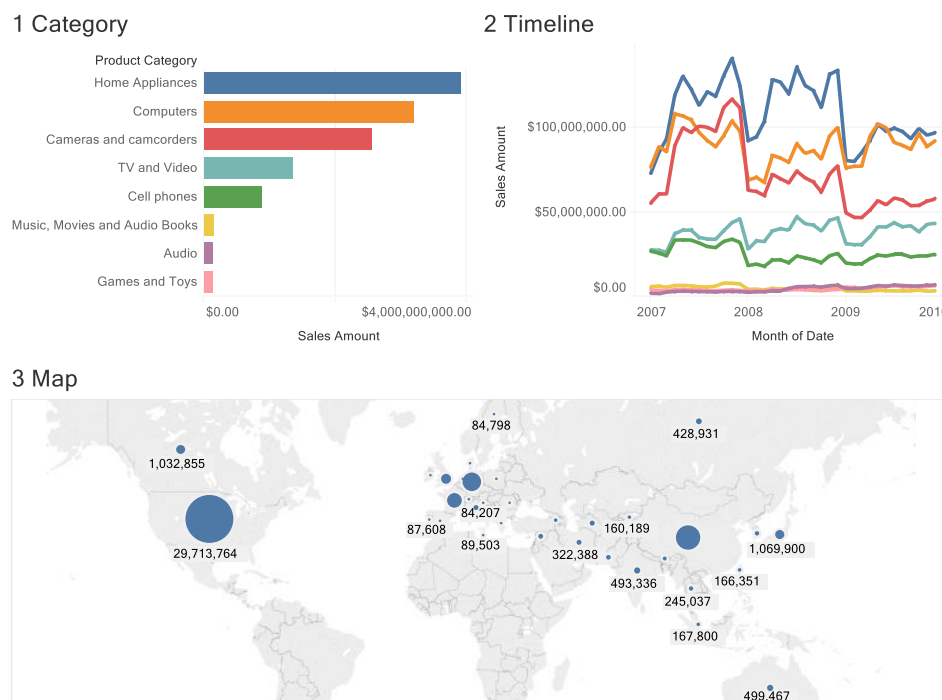 1 Category
Product Category
Home Appliances
Computers
Cameras and camcorders
TV and Video
Cell phones
Music, Movies and Audio Books
Audio
Games and Toys
$0.00
$4,000,000,000.00
Sales Amount
2 Timeline
Sales Amount
$100,000,000.00
$50,000,000.00
$0.00
2007
2008
2009
Month of Date
3 Map
84,798
428,931
1,032,855
84,207
87,608
160,189
29,713,764
89,503
322,388
1,069,900
493,336
166,351
245,037
167,800
499,467